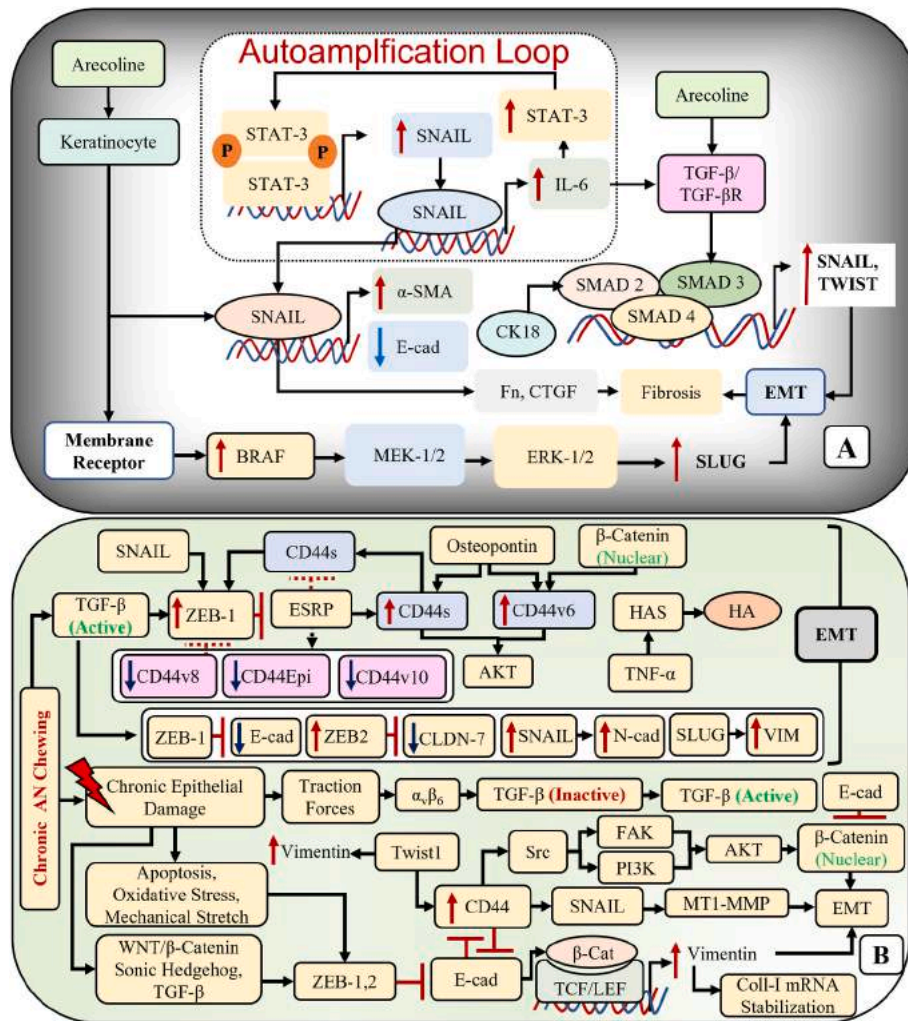 Autoamplfication Loop
Arecoline
Keratinocyte
STAT-3
P
P
STAT-3
SNAIL
SNAIL
STAT-3
IL-6
Arecoline
TGF-β/
TGF-βR
SNAIL
α-SMA
E-cad
CK18
SMAD 2
SMAD 3
SMAD 4
SNAIL,
TWIST
Fn, CTGF
Fibrosis
EMT
Membrane
Receptor
BRAF
MEK-1/2
ERK-1/2
SLUG
A
SNAIL
CD44s
Osteopontin
β-Catenin
(Nuclear)
TGF-β
(Active)
ZEB-1
ESRP
CD44s
CD44v6
HAS
HA
EMT
CD44v8
CD44Epi
CD44v10
AKT
TNF-α
ZEB-1
E-cad
ZEB2
CLDN-7
SNAIL
N-cad
SLUG
VIM
Chronic AN Chewing
Chronic Epithelial
Damage
Traction
Forces
αvβ6
TGF-β (Inactive)
TGF-β (Active)
E-cad
Vimentin
Twist1
Src
FAK
PI3K
AKT
β-Catenin
(Nuclear)
Apoptosis,
Oxidative Stress,
Mechanical Stretch
CD44
SNAIL
MT1-MMP
EMT
WNT/β-Catenin
Sonic Hedgehog,
TGF-β
ZEB-1,2
E-cad
β-Cat
TCF/LEF
Vimentin
B
Coll-I mRNA
Stabilization